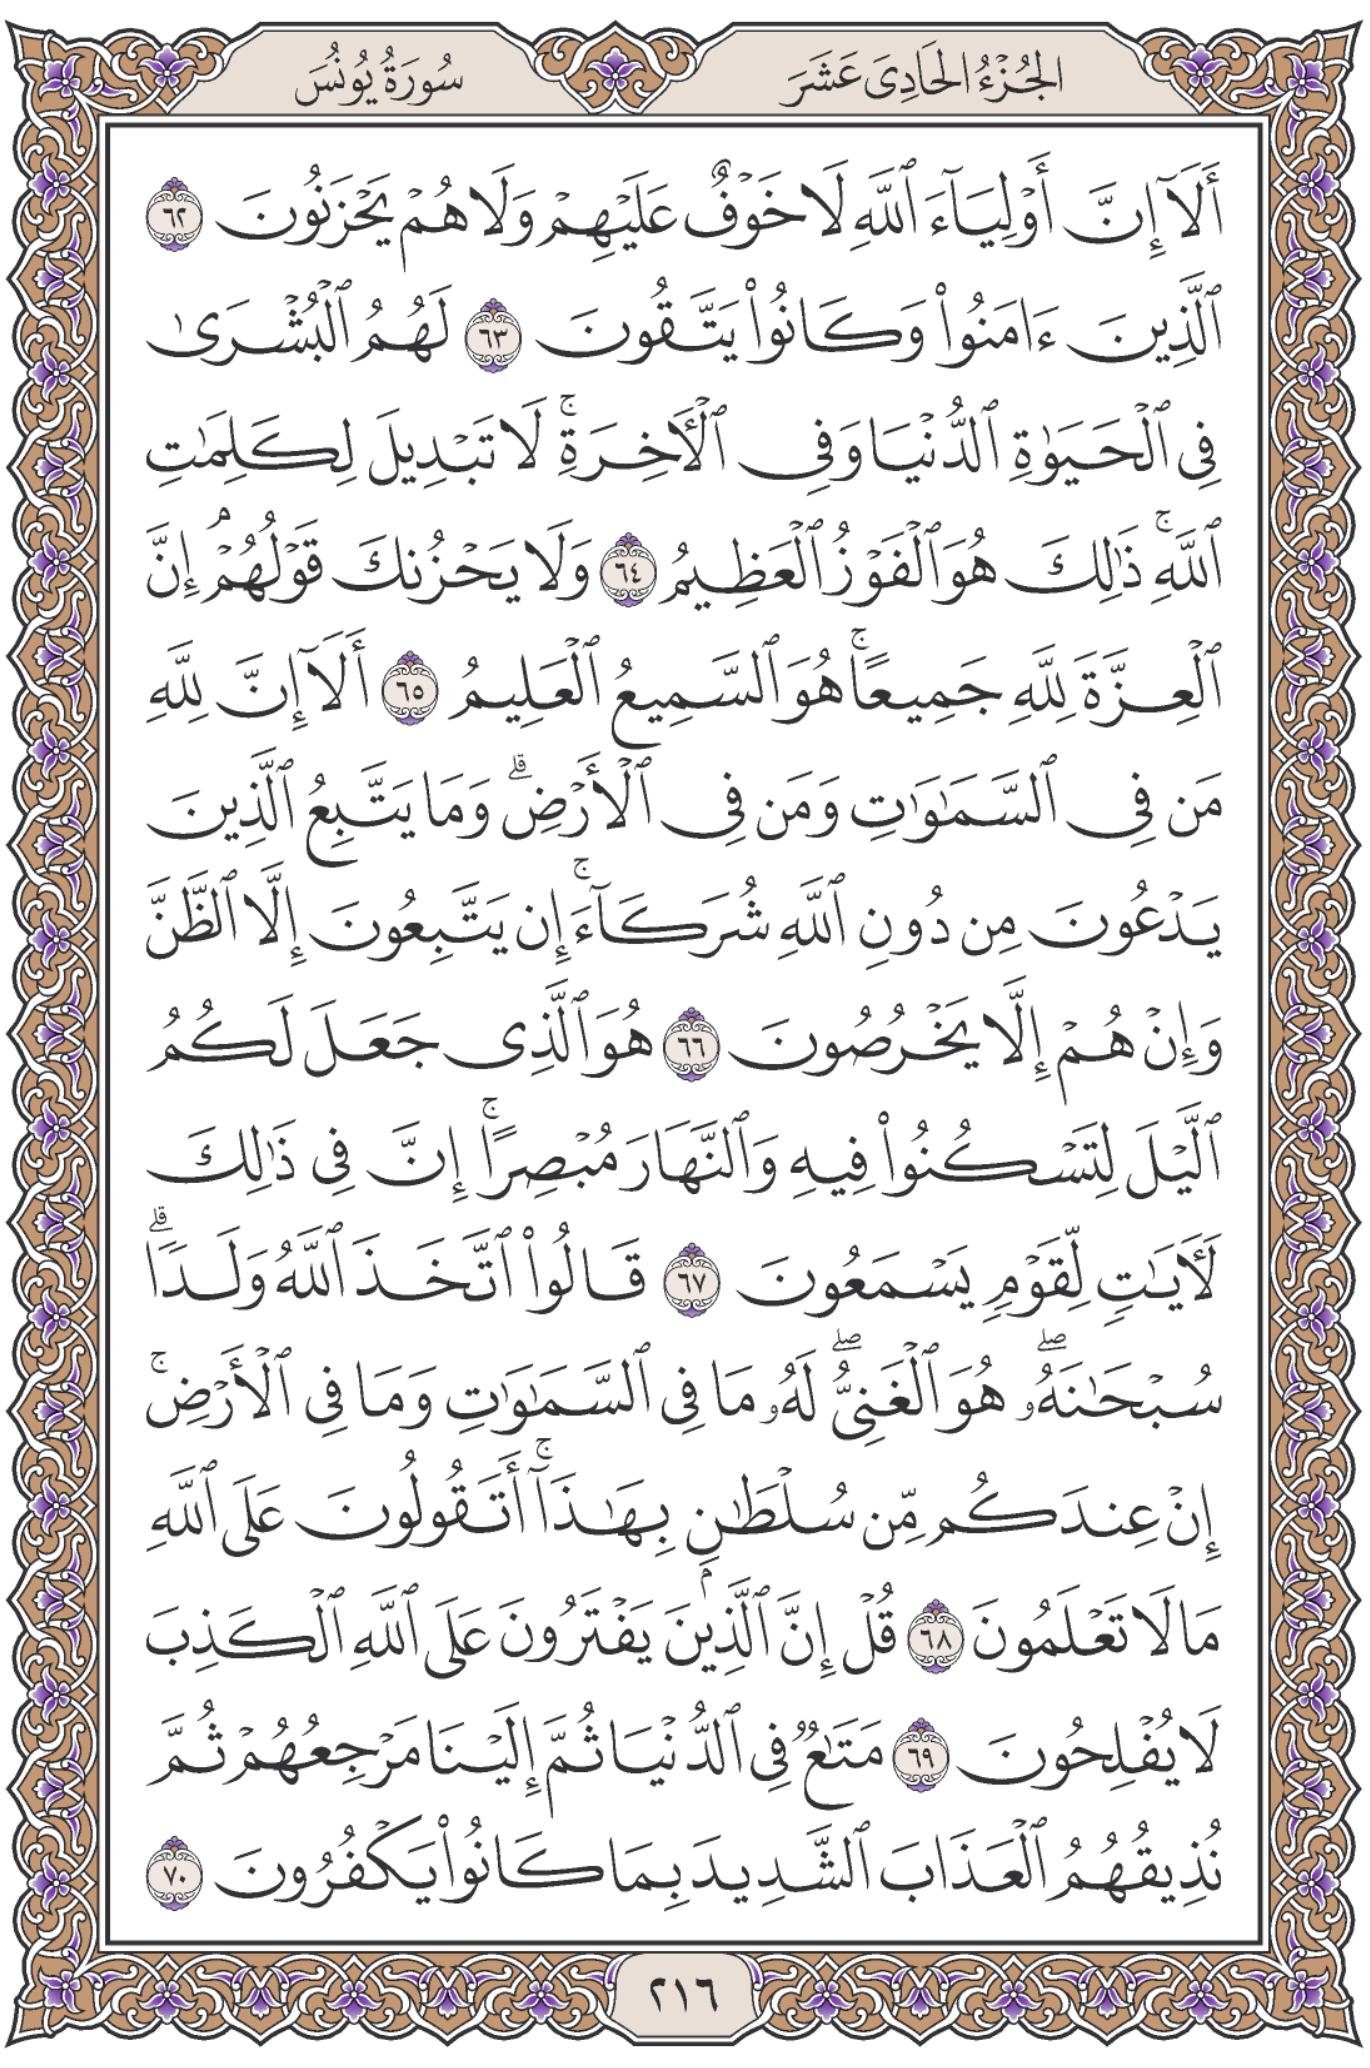 الجُزْءُ الحَادِىَ عَشَرَ
سُورَةُ يُونُسَ
أَلَآ إِنَّ أَوْلِيَآءَ ٱللَّهِ لَا خَوْفٌ عَلَيْهِمْ وَلَا هُمْ يَحْزَنُونَ ٦٢
ٱلَّذِينَ ءَامَنُوا۟ وَكَانُوا۟ يَتَّقُونَ ٦٣ لَهُمُ ٱلْبُشْرَىٰ
فِى ٱلْحَيَوٰةِ ٱلدُّنْيَا وَفِى ٱلْأَخِرَةِ ۚ لَا تَبْدِيلَ لِكَلِمَٰتِ
ٱللَّهِ ۚ ذَٰلِكَ هُوَ ٱلْفَوْزُ ٱلْعَظِيمُ ٦٤ وَلَا يَحْزُنكَ قَوْلُهُمْ ۘ إِنَّ
ٱلْعِزَّةَ لِلَّهِ جَمِيعًا ۚ هُوَ ٱلسَّمِيعُ ٱلْعَلِيمُ ٦٥ أَلَآ إِنَّ لِلَّهِ
مَن فِى ٱلسَّمَٰوَٰتِ وَمَن فِى ٱلْأَرْضِ ۗ وَمَا يَتَّبِعُ ٱلَّذِينَ
يَدْعُونَ مِن دُونِ ٱللَّهِ شُرَكَآءَ ۚ إِن يَتَّبِعُونَ إِلَّا ٱلظَّنَّ
وَإِنْ هُمْ إِلَّا يَخْرُصُونَ ٦٦ هُوَ ٱلَّذِى جَعَلَ لَكُمُ
ٱلَّيْلَ لِتَسْكُنُوا۟ فِيهِ وَٱلنَّهَارَ مُبْصِرًا ۚ إِنَّ فِى ذَٰلِكَ
لَأَيَٰتٍ لِّقَوْمٍ يَسْمَعُونَ ٦٧ قَالُوا۟ ٱتَّخَذَ ٱللَّهُ وَلَدًا ۗ
سُبْحَٰنَهُۥ ۖ هُوَ ٱلْغَنِىُّ ۖ لَهُۥ مَا فِى ٱلسَّمَٰوَٰتِ وَمَا فِى ٱلْأَرْضِ ۚ
إِنْ عِندَكُم مِّن سُلْطَٰنٍۭ بِهَٰذَآ ۚ أَتَقُولُونَ عَلَى ٱللَّهِ
مَا لَا تَعْلَمُونَ ٦٨ قُلْ إِنَّ ٱلَّذِينَ يَفْتَرُونَ عَلَى ٱللَّهِ ٱلْكَذِبَ
لَا يُفْلِحُونَ ٦٩ مَتَٰعٌ فِى ٱلدُّنْيَا ثُمَّ إِلَيْنَا مَرْجِعُهُمْ ثُمَّ
نُذِيقُهُمُ ٱلْعَذَابَ ٱلشَّدِيدَ بِمَا كَانُوا۟ يَكْفُرُونَ ٧٠
٢١٦